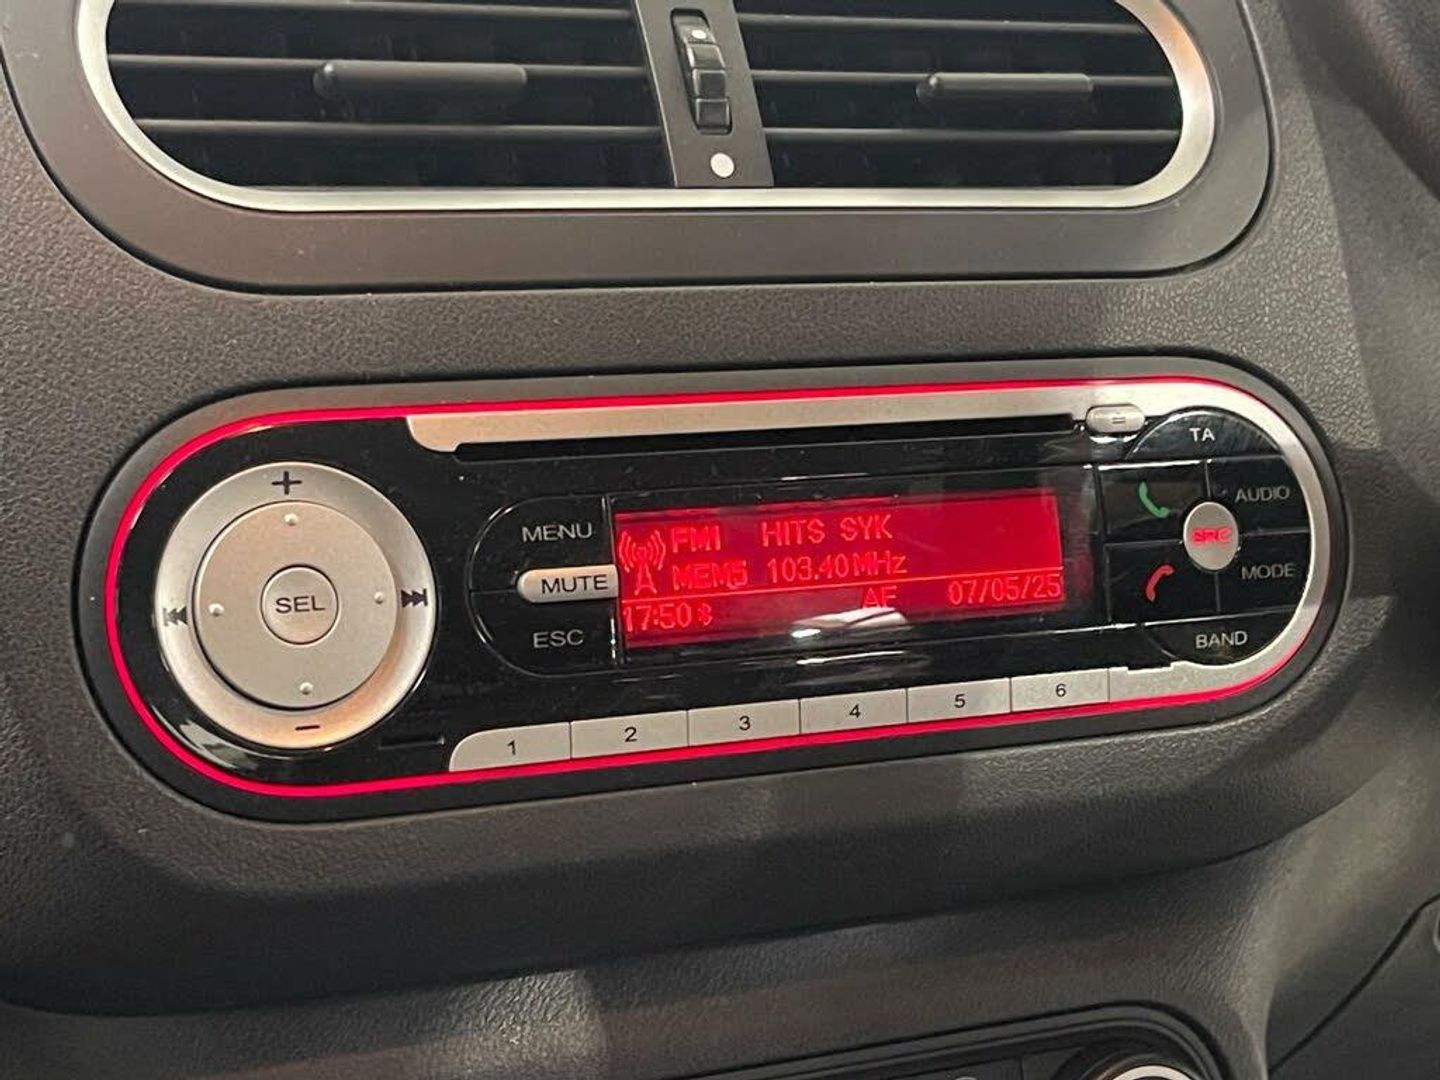 TA
AUDIO
SRC
MODE
BAND
MENU
MUTE
ESC
SEL
+
−
FM1 HITS SYK
MEM5 103.40MHz
17:50 AF 07/05/25
1 2 3 4 5 6